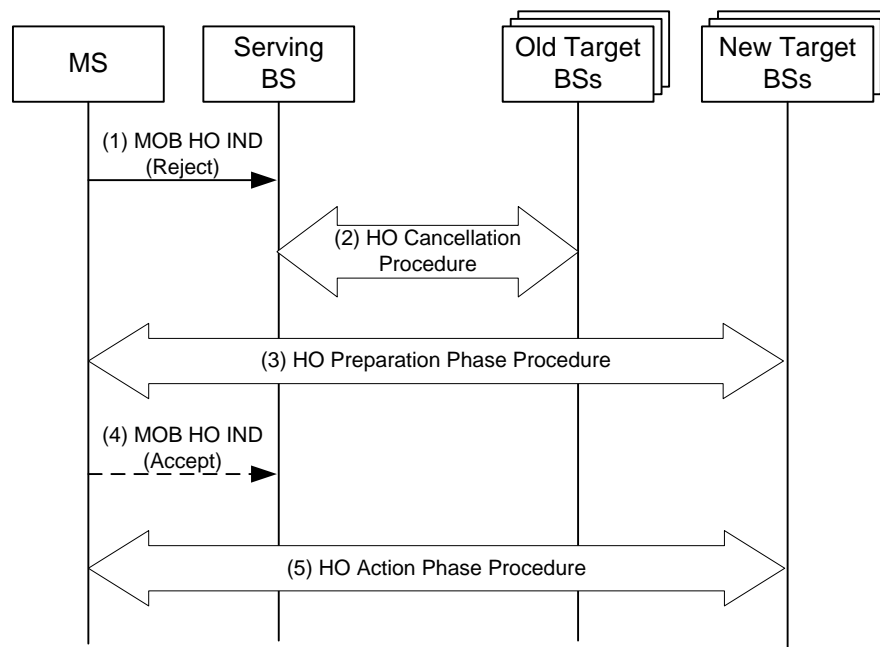 MS
Serving
BS
Old Target
BSs
New Target
BSs
(1) MOB HO IND
(Reject)
(2) HO Cancellation
Procedure
(3) HO Preparation Phase Procedure
(4) MOB HO IND
(Accept)
(5) HO Action Phase Procedure